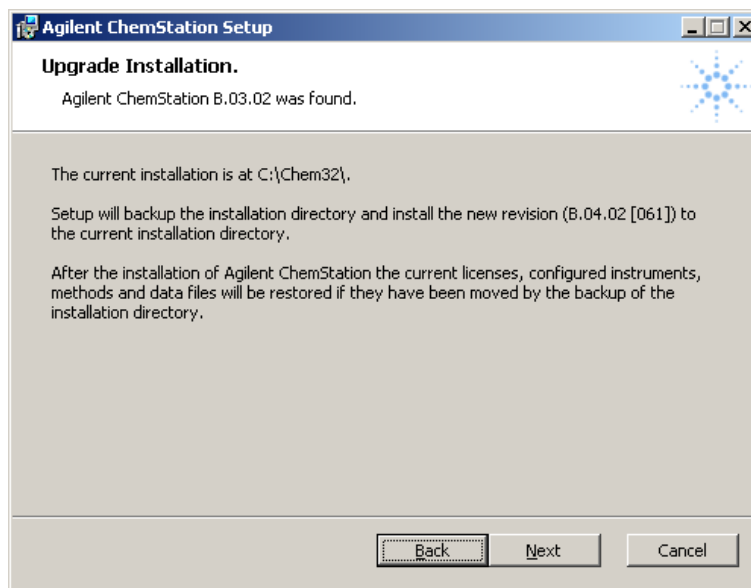 Agilent ChemStation Setup
Upgrade Installation.
Agilent ChemStation B.03.02 was found.
The current installation is at C:\Chem32\.
Setup will backup the installation directory and install the new revision (B.04.02 [061]) to
the current installation directory.
After the installation of Agilent ChemStation the current licenses, configured instruments,
methods and data files will be restored if they have been moved by the backup of the
installation directory.
Back
Next
Cancel